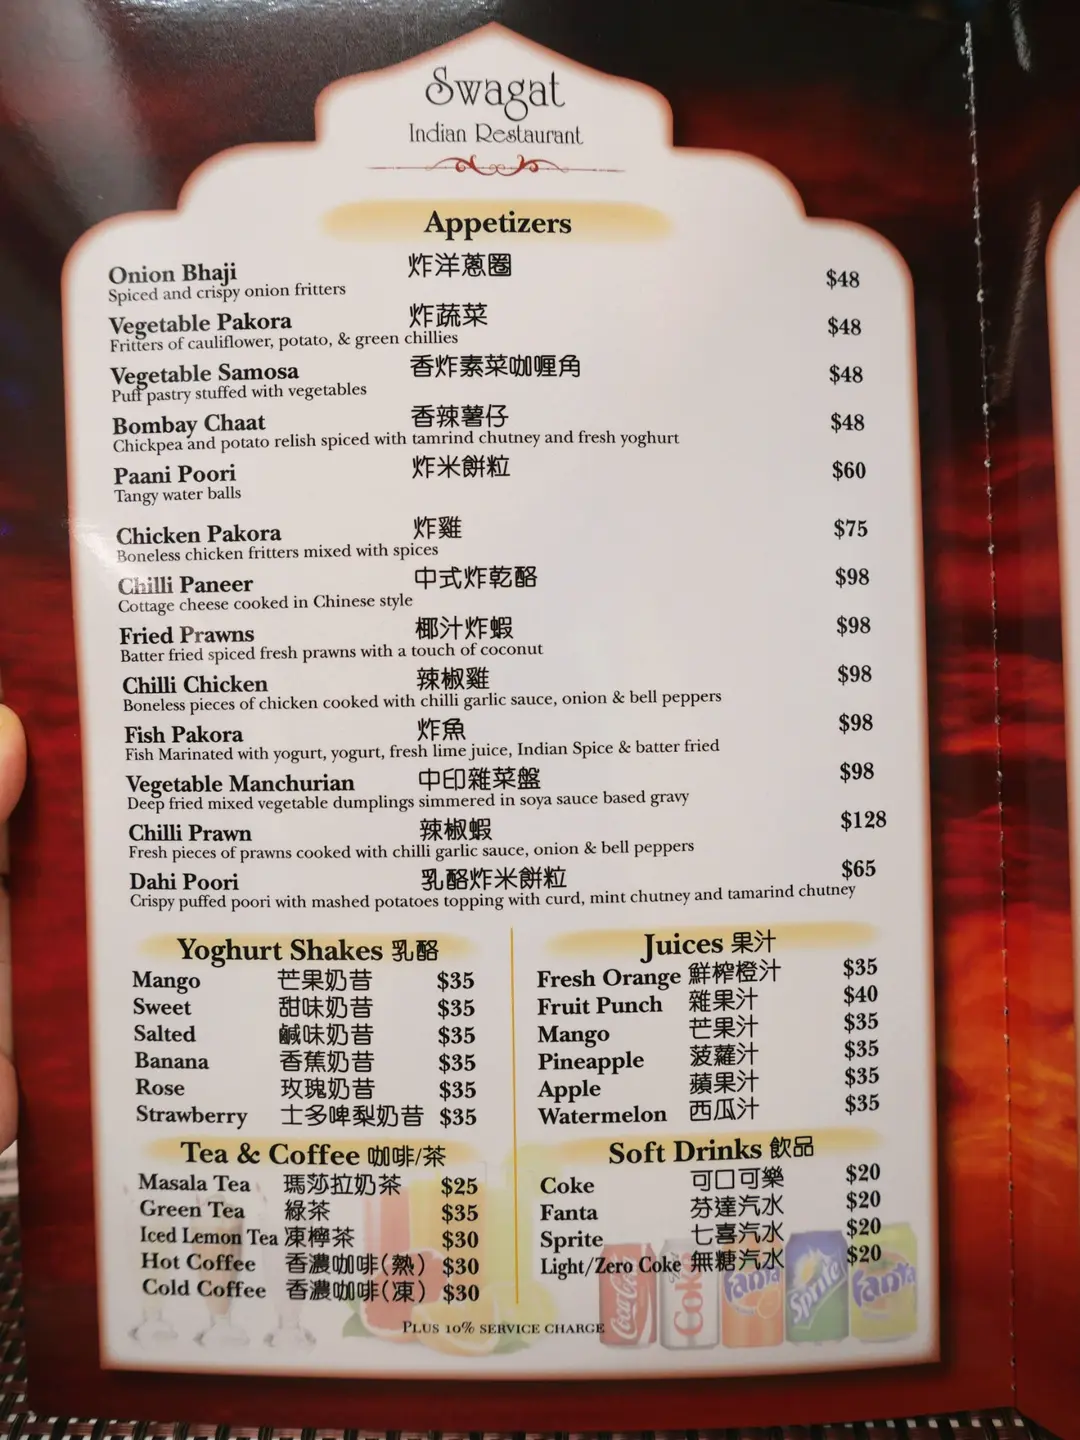 Swagat
Indian Restaurant
Appetizers
Onion Bhaji 炸洋蔥圈 $48
Spiced and crispy onion fritters
Vegetable Pakora 炸蔬菜 $48
Fritters of cauliflower, potato, & green chillies
Vegetable Samosa 香炸素菜咖喱角 $48
Puff pastry stuffed with vegetables
Bombay Chaat 香辣薯仔 $48
Chickpea and potato relish spiced with tamrind chutney and fresh yoghurt
Paani Poori 炸米餅粒 $60
Tangy water balls
Chicken Pakora 炸雞 $75
Boneless chicken fritters mixed with spices
Chilli Paneer 中式炸乾酪 $98
Cottage cheese cooked in Chinese style
Fried Prawns 椰汁炸蝦 $98
Batter fried spiced fresh prawns with a touch of coconut
Chilli Chicken 辣椒雞 $98
Boneless pieces of chicken cooked with chilli garlic sauce, onion & bell peppers
Fish Pakora 炸魚 $98
Fish Marinated with yogurt, yogurt, fresh lime juice, Indian Spice & batter fried
Vegetable Manchurian 中印雜菜盤 $98
Deep fried mixed vegetable dumplings simmered in soya sauce based gravy
Chilli Prawn 辣椒蝦 $128
Fresh pieces of prawns cooked with chilli garlic sauce, onion & bell peppers
Dahi Poori 乳酪炸米餅粒 $65
Crispy puffed poori with mashed potatoes topping with curd, mint chutney and tamarind chutney
Yoghurt Shakes 乳酪
Mango 芒果奶昔 $35
Sweet 甜味奶昔 $35
Salted 鹹味奶昔 $35
Banana 香蕉奶昔 $35
Rose 玫瑰奶昔 $35
Strawberry 士多啤梨奶昔 $35
Tea & Coffee 咖啡/茶
Masala Tea 瑪莎拉奶茶 $25
Green Tea 綠茶 $35
Iced Lemon Tea 凍檸茶 $30
Hot Coffee 香濃咖啡(熱) $30
Cold Coffee 香濃咖啡(凍) $30
Juices 果汁
Fresh Orange 鮮榨橙汁 $35
Fruit Punch 雜果汁 $40
Mango 芒果汁 $35
Pineapple 菠蘿汁 $35
Apple 蘋果汁 $35
Watermelon 西瓜汁 $35
Soft Drinks 飲品
Coke 可口可樂 $20
Fanta 芬達汽水 $20
Sprite 七喜汽水 $20
Light/Zero Coke 無糖汽水 $20
Coca-Cola
Coke
Fanta
Sprite
Fanta
PLUS 10% SERVICE CHARGE